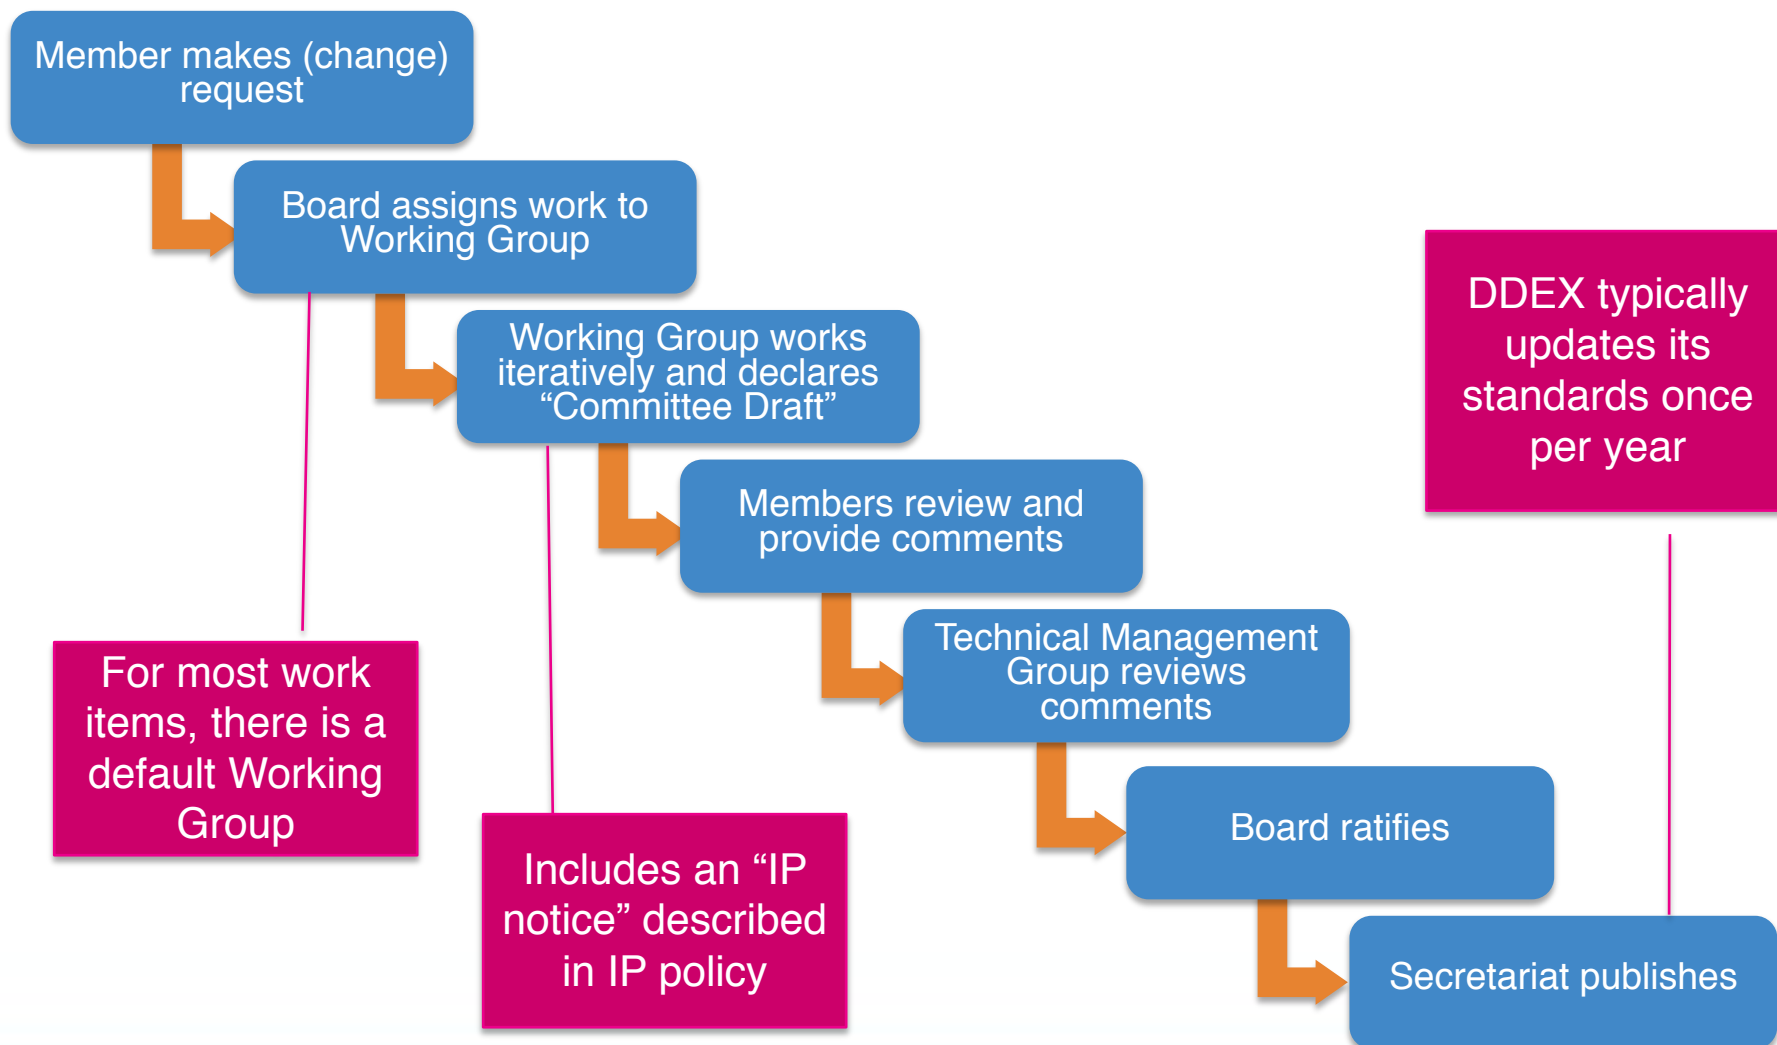 Member makes (change)
request
Board assigns work to
Working Group
Working Group works
iteratively and declares
“Committee Draft”
Members review and
provide comments
Technical Management
Group reviews
comments
Board ratifies
Secretariat publishes
For most work
items, there is a
default Working
Group
Includes an “IP
notice” described
in IP policy
DDEX typically
updates its
standards once
per year